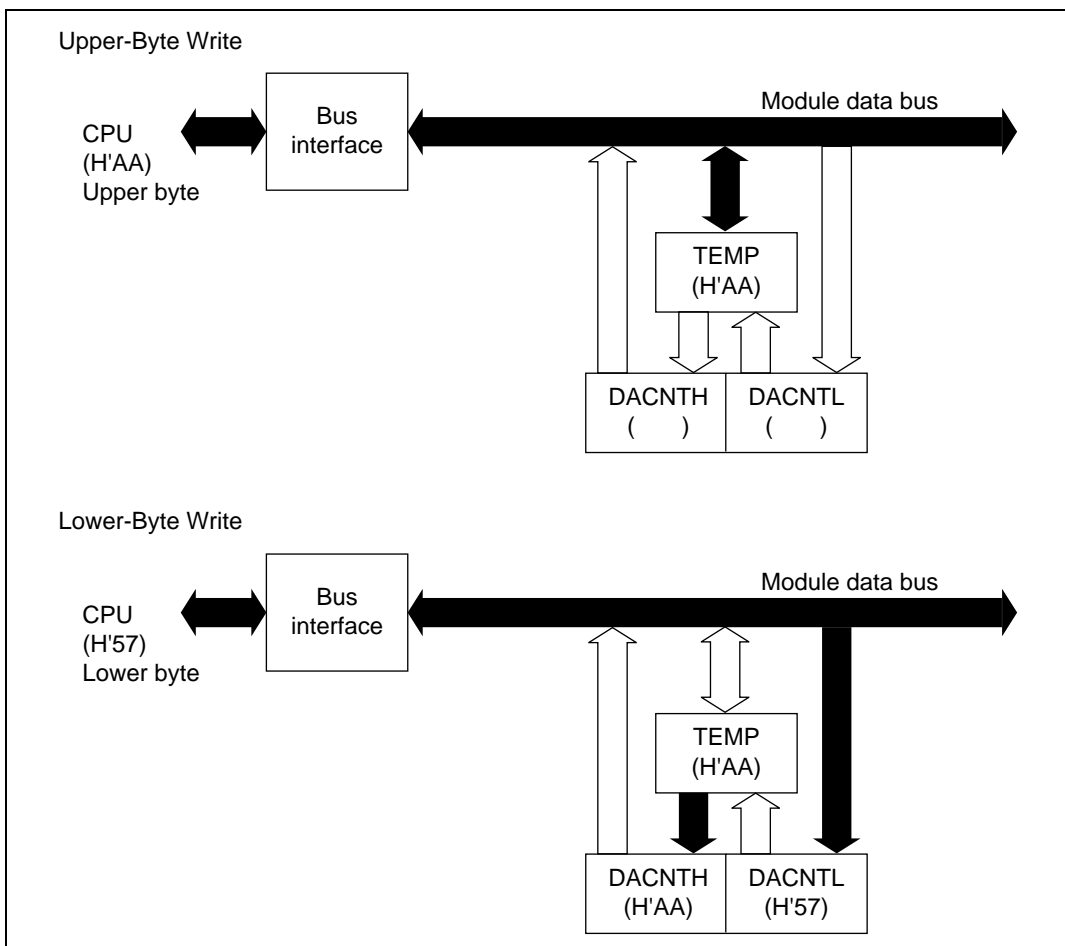 Upper-Byte Write
CPU
(H'AA)
Upper byte
Bus
interface
Module data bus
TEMP
(H'AA)
DACNTH
(      )
DACNTL
(      )
Lower-Byte Write
CPU
(H'57)
Lower byte
Bus
interface
Module data bus
TEMP
(H'AA)
DACNTH
(H'AA)
DACNTL
(H'57)